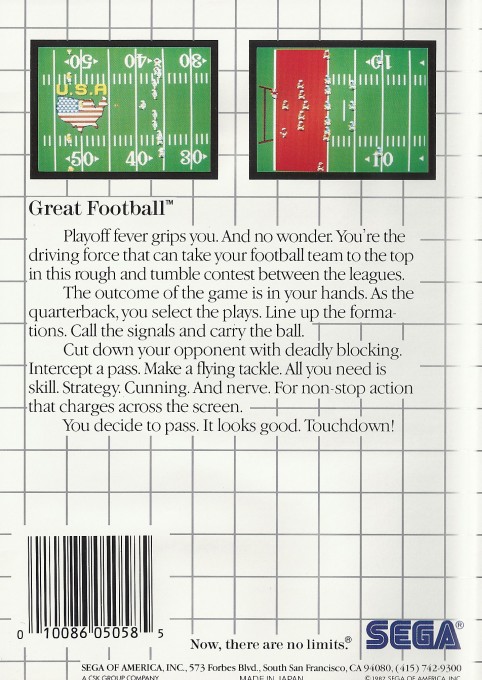 50 40 30
U.S.A
50 40 30
10
10
Great Football™
Playoff fever grips you. And no wonder. You're the
driving force that can take your football team to the top
in this rough and tumble contest between the leagues.
The outcome of the game is in your hands. As the
quarterback, you select the plays. Line up the forma-
tions. Call the signals and carry the ball.
Cut down your opponent with deadly blocking.
Intercept a pass. Make a flying tackle. All you need is
skill. Strategy. Cunning. And nerve. For non-stop action
that charges across the screen.
You decide to pass. It looks good. Touchdown!
0 10086 05058 5
Now, there are no limits.® SEGA®
SEGA OF AMERICA, INC., 573 Forbes Blvd., South San Francisco, CA 94080, (415) 742-9300
A CSK GROUP COMPANY MADE IN JAPAN ©1987 SEGA OF AMERICA, INC.